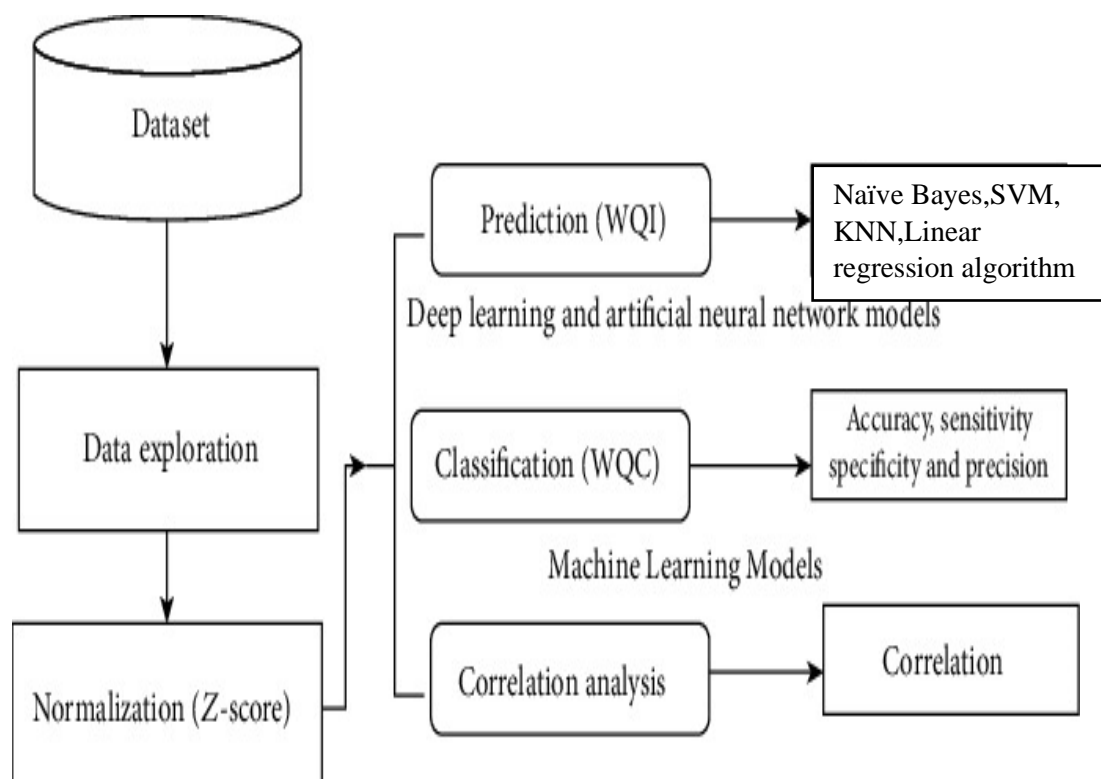 Dataset
Data exploration
Normalization (Z-score)
Prediction (WQI)
Naïve Bayes,SVM,
KNN,Linear
regression algorithm
Deep learning and artificial neural network models
Classification (WQC)
Accuracy, sensitivity
specificity and precision
Machine Learning Models
Correlation analysis
Correlation